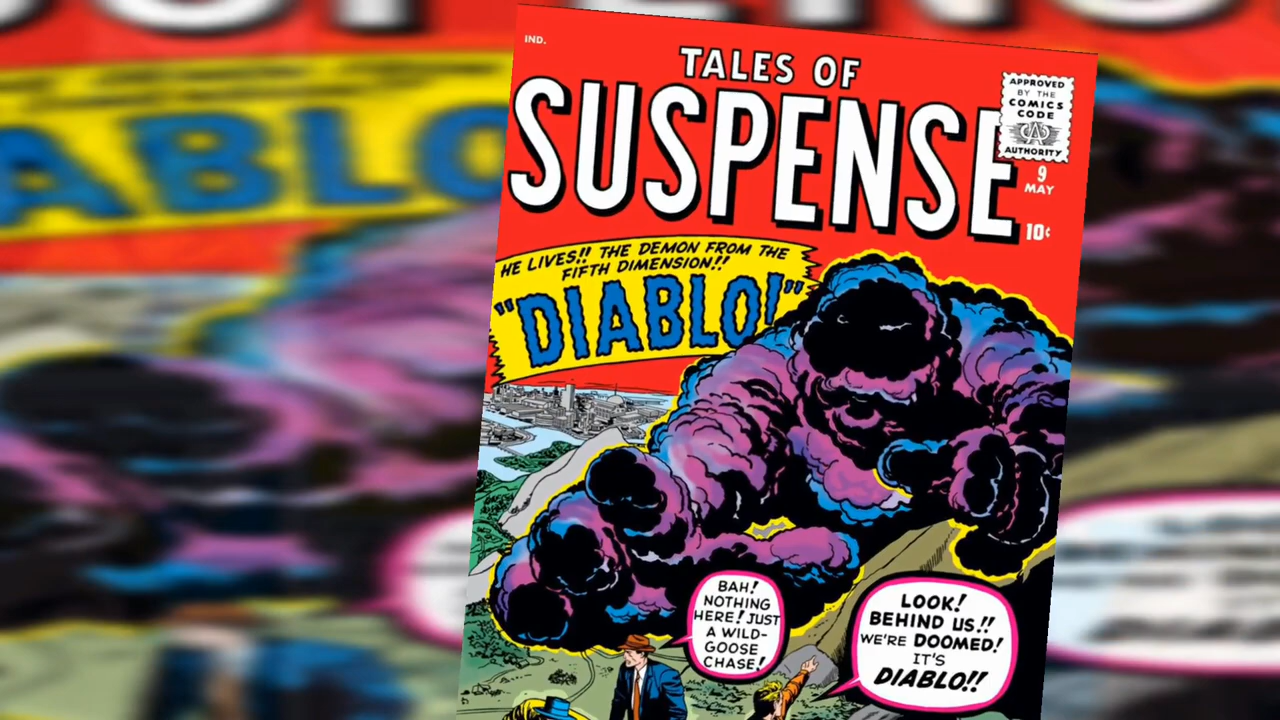 IND.
TALES OF
SUSPENSE
APPROVED
BY THE
COMICS
CODE
CA
AUTHORITY
9
MAY
10¢
HE LIVES!! THE DEMON FROM THE
FIFTH DIMENSION!!
"DIABLO!"
BAH!
NOTHING
HERE! JUST
A WILD-
GOOSE
CHASE!
LOOK!
BEHIND US!!
WE'RE DOOMED!
IT'S
DIABLO!!